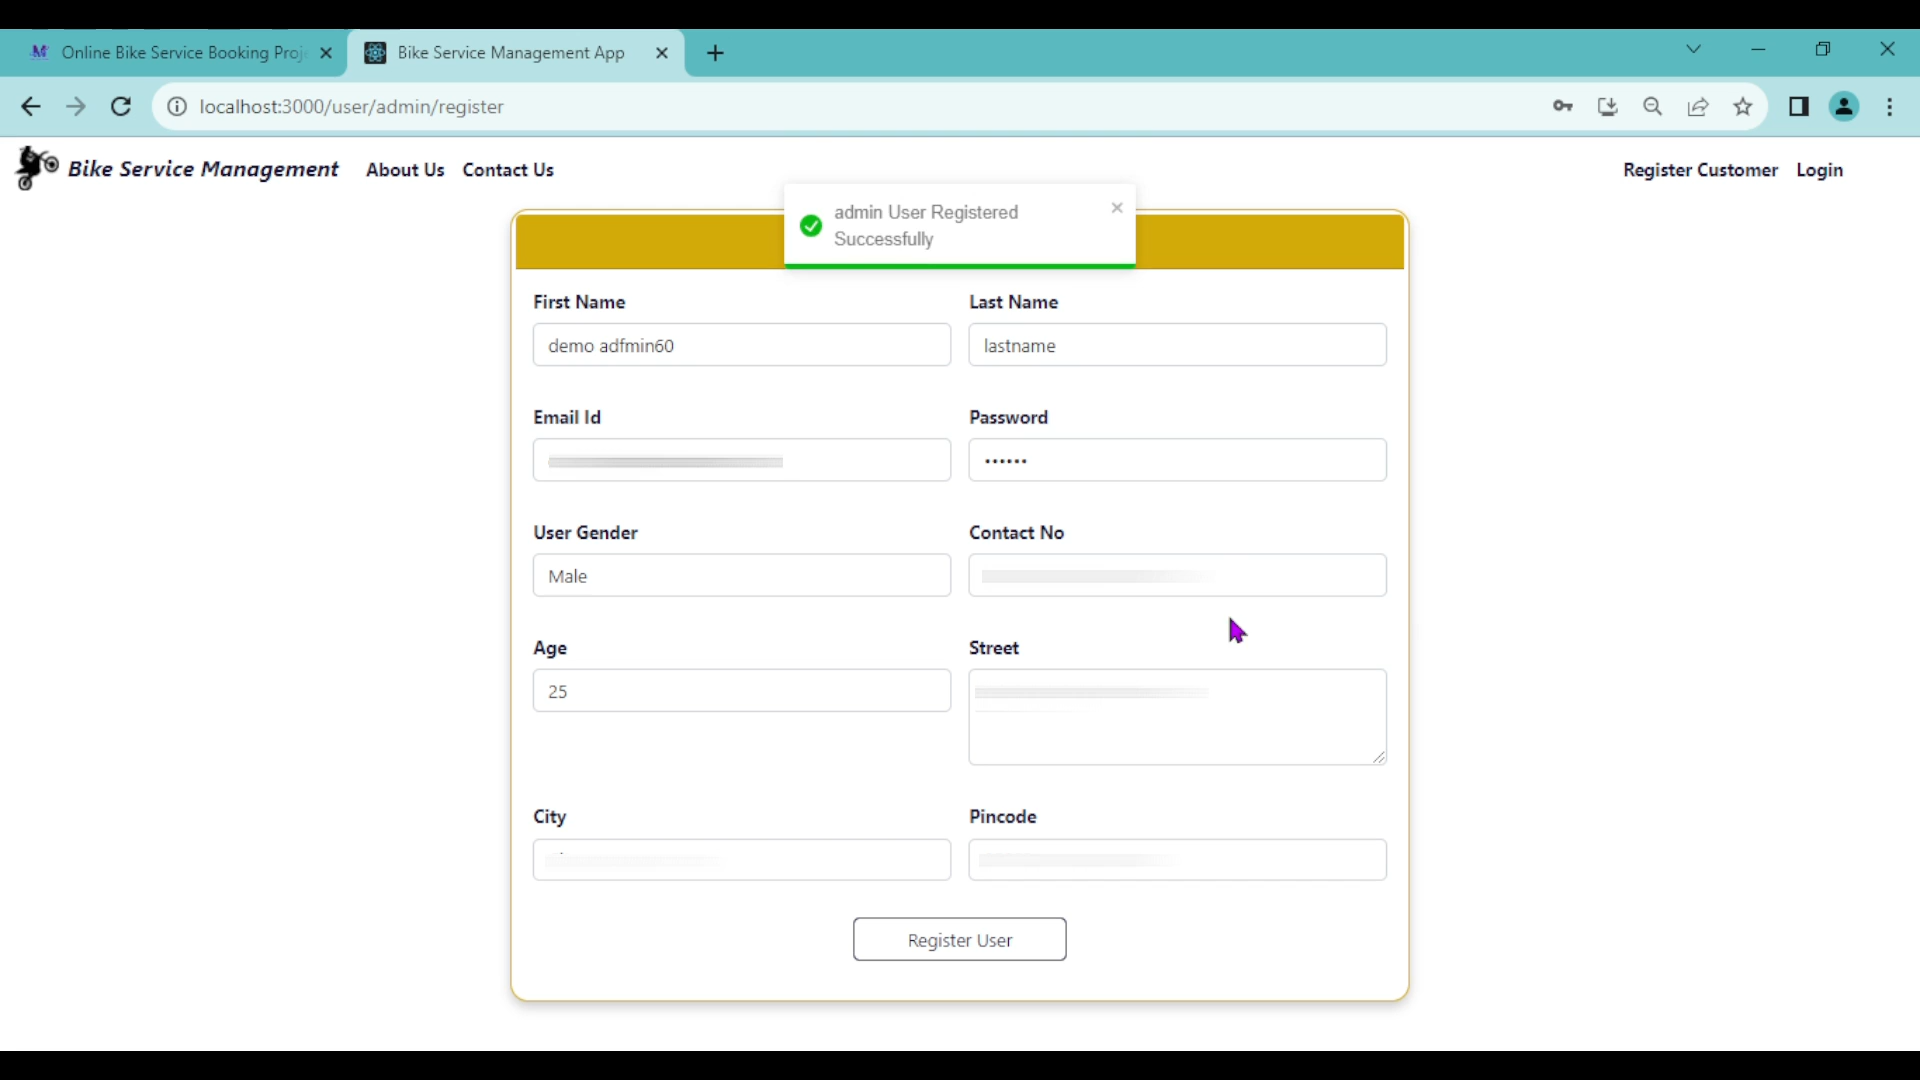 Online Bike Service Booking Proj
Bike Service Management App
localhost:3000/user/admin/register
Bike Service Management
About Us
Contact Us
Register Customer
Login
admin User Registered
Successfully
First Name
Last Name
demo adfmin60
lastname
Email Id
Password
••••••
User Gender
Contact No
Male
Age
Street
25
City
Pincode
Register User